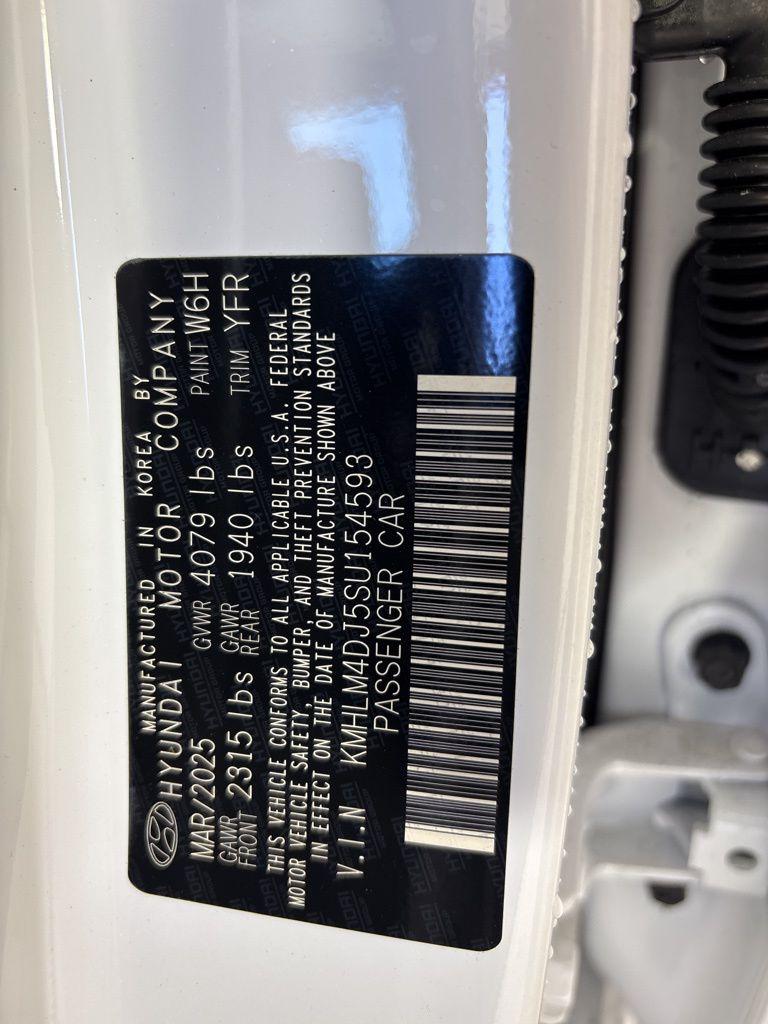 MANUFACTURED IN KOREA BY
HYUNDAI MOTOR COMPANY
MAR/2025 GVWR 4079 lbs PAINT W6H
GAWR FRONT 2315 lbs GAWR REAR 1940 lbs TRIM YFR
THIS VEHICLE CONFORMS TO ALL APPLICABLE U.S.A. FEDERAL
MOTOR VEHICLE SAFETY, BUMPER, AND THEFT PREVENTION STANDARDS
IN EFFECT ON THE DATE OF MANUFACTURE SHOWN ABOVE
V.I.N KMHLM4DJ5SU154593
PASSENGER CAR